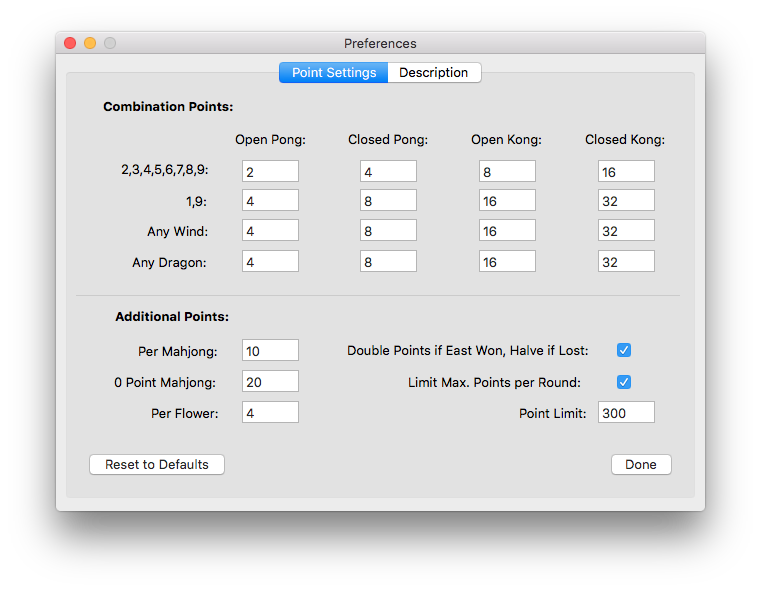 Preferences
Point Settings Description
Combination Points:
Open Pong: Closed Pong: Open Kong: Closed Kong:
2,3,4,5,6,7,8,9: 2 4 8 16
1,9: 4 8 16 32
Any Wind: 4 8 16 32
Any Dragon: 4 8 16 32
Additional Points:
Per Mahjong: 10 Double Points if East Won, Halve if Lost:
0 Point Mahjong: 20 Limit Max. Points per Round:
Per Flower: 4 Point Limit: 300
Reset to Defaults Done